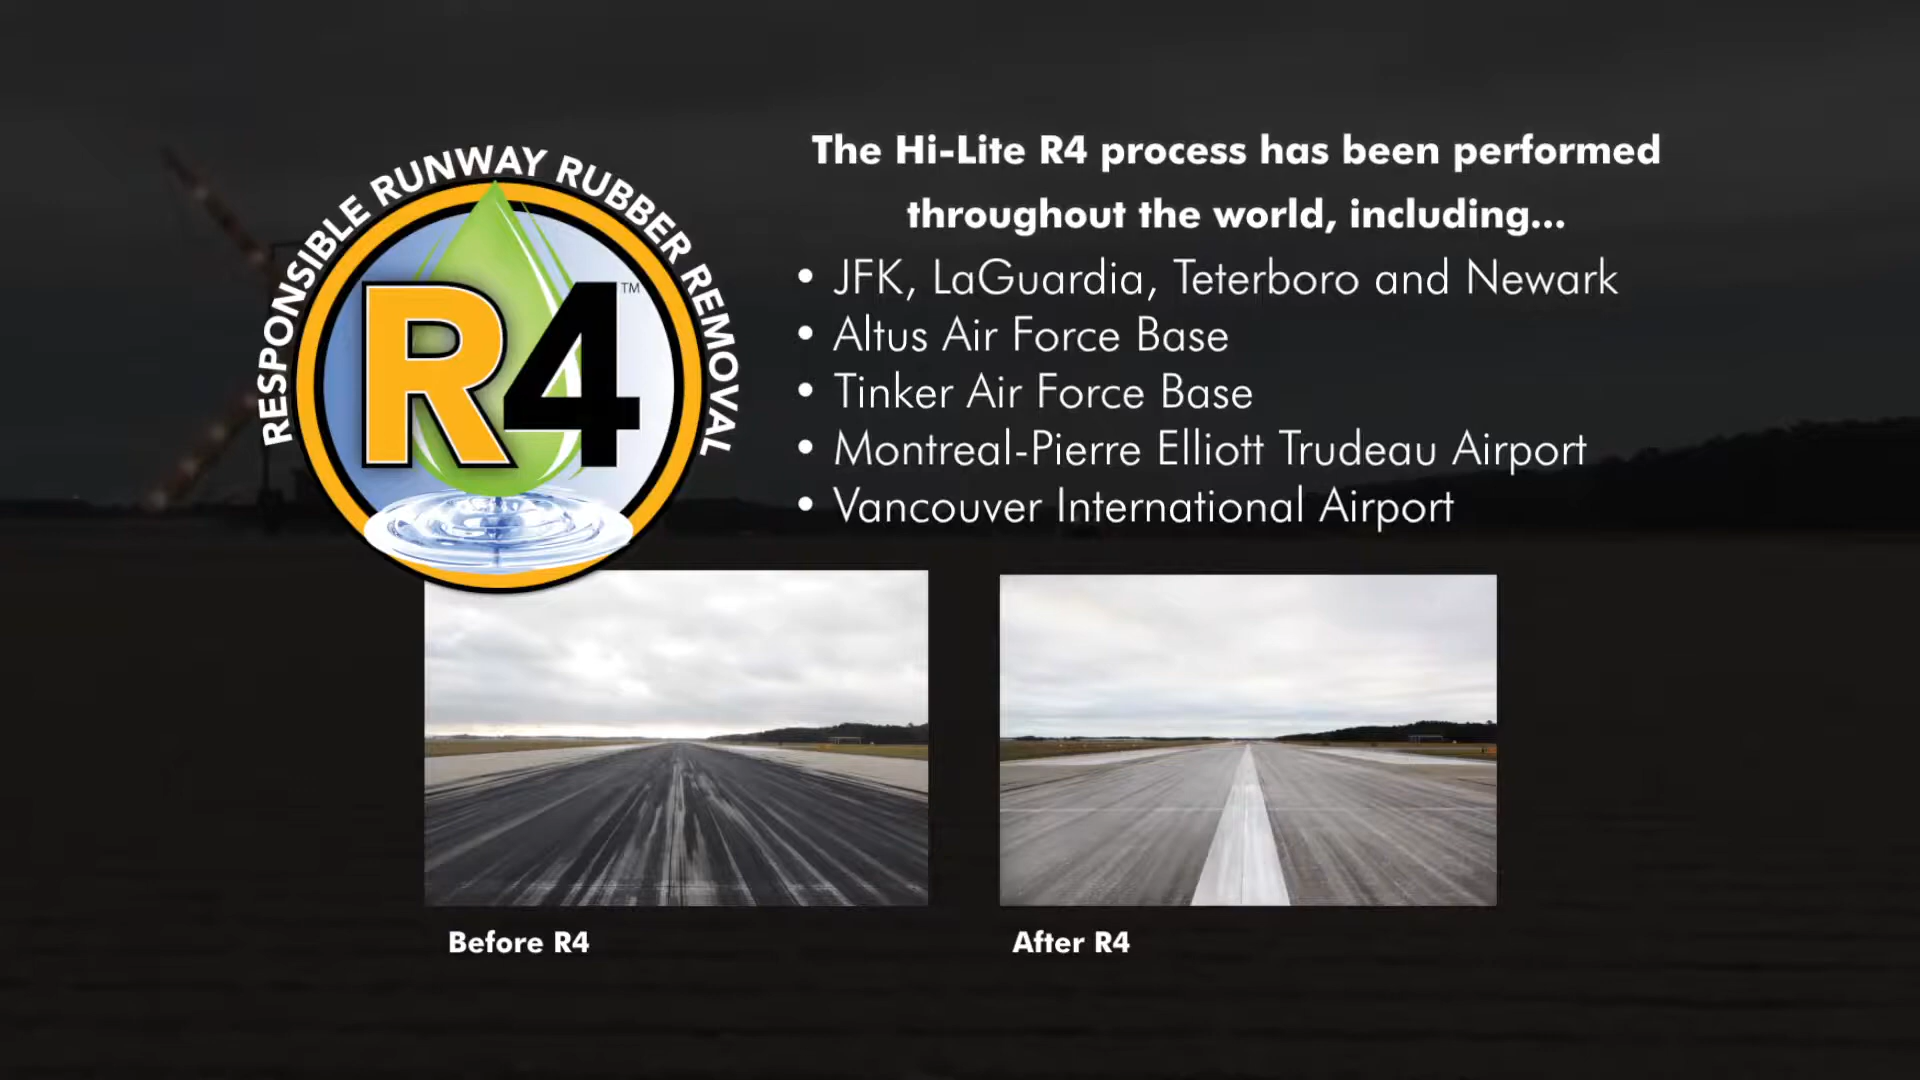 RESPONSIBLE RUNWAY RUBBER REMOVAL
R4™
The Hi-Lite R4 process has been performed
throughout the world, including...
• JFK, LaGuardia, Teterboro and Newark
• Altus Air Force Base
• Tinker Air Force Base
• Montreal-Pierre Elliott Trudeau Airport
• Vancouver International Airport
Before R4
After R4